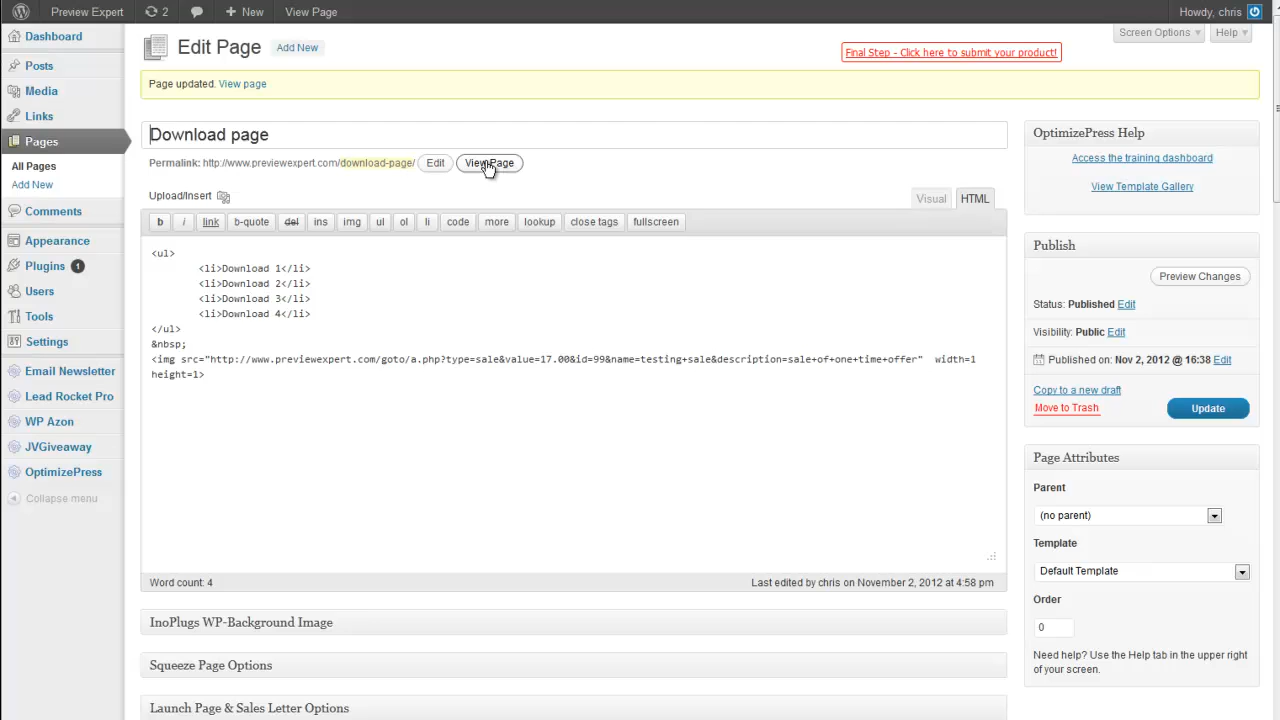 Preview Expert 2 New View Page Howdy, chris
Dashboard
Posts
Media
Links
Pages
All Pages
Add New
Comments
Appearance
Plugins 1
Users
Tools
Settings
Email Newsletter
Lead Rocket Pro
WP Azon
JVGiveaway
OptimizePress
Collapse menu
Screen Options Help
Edit Page Add New
Final Step - Click here to submit your product!
Page updated. View page
Download page
Permalink: http://www.previewexpert.com/download-page/ Edit View Page
Upload/Insert
Visual HTML
b i link b-quote del ins img ul ol li code more lookup close tags fullscreen
<ul>
<li>Download 1</li>
<li>Download 2</li>
<li>Download 3</li>
<li>Download 4</li>
</ul>
&nbsp;
<img src="http://www.previewexpert.com/goto/a.php?type=sale&value=17.00&id=99&name=testing+sale&description=sale+of+one+time+offer" width=1
height=1>
Word count: 4 Last edited by chris on November 2, 2012 at 4:58 pm
InoPlugs WP-Background Image
Squeeze Page Options
Launch Page & Sales Letter Options
OptimizePress Help
Access the training dashboard
View Template Gallery
Publish
Preview Changes
Status: Published Edit
Visibility: Public Edit
Published on: Nov 2, 2012 @ 16:38 Edit
Copy to a new draft
Move to Trash Update
Page Attributes
Parent
(no parent)
Template
Default Template
Order
0
Need help? Use the Help tab in the upper right
of your screen.